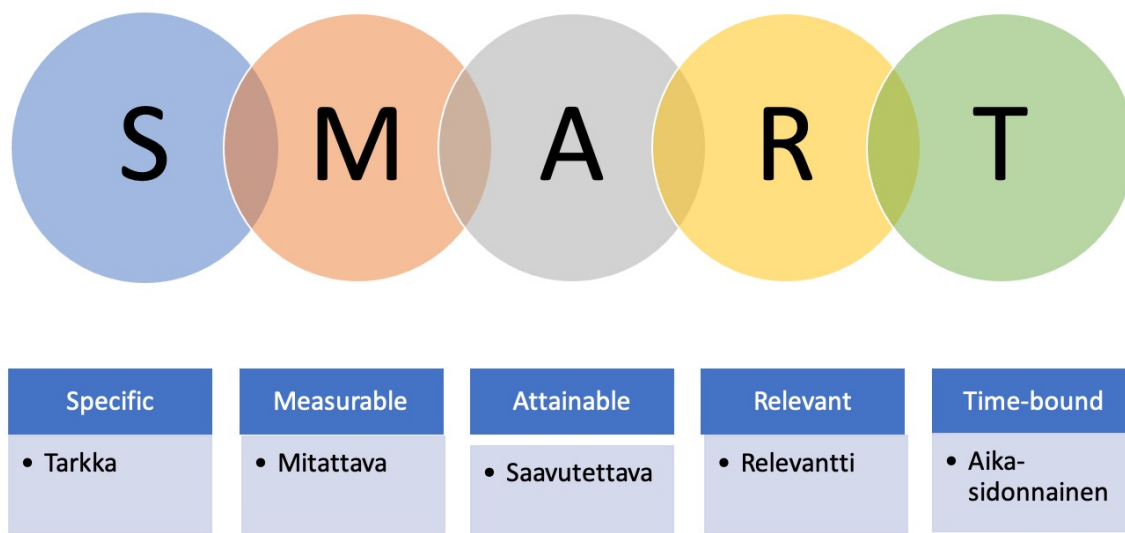 S M A R T
Specific
• Tarkka
Measurable
• Mitattava
Attainable
• Saavutettava
Relevant
• Relevantti
Time-bound
• Aika-
sidonnainen